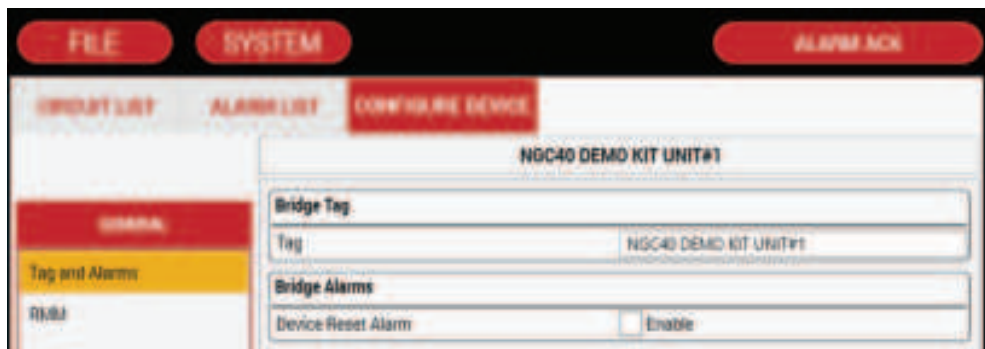 FILE SYSTEM ALARM ACK
CIRCUIT LIST ALARM LIST CONFIGURE DEVICE
NGC40 DEMO KIT UNIT#1
GENERAL
Bridge Tag
Tag NGC40 DEMO KIT UNIT#1
Tag and Alarms
Bridge Alarms
RMM
Device Reset Alarm Enable